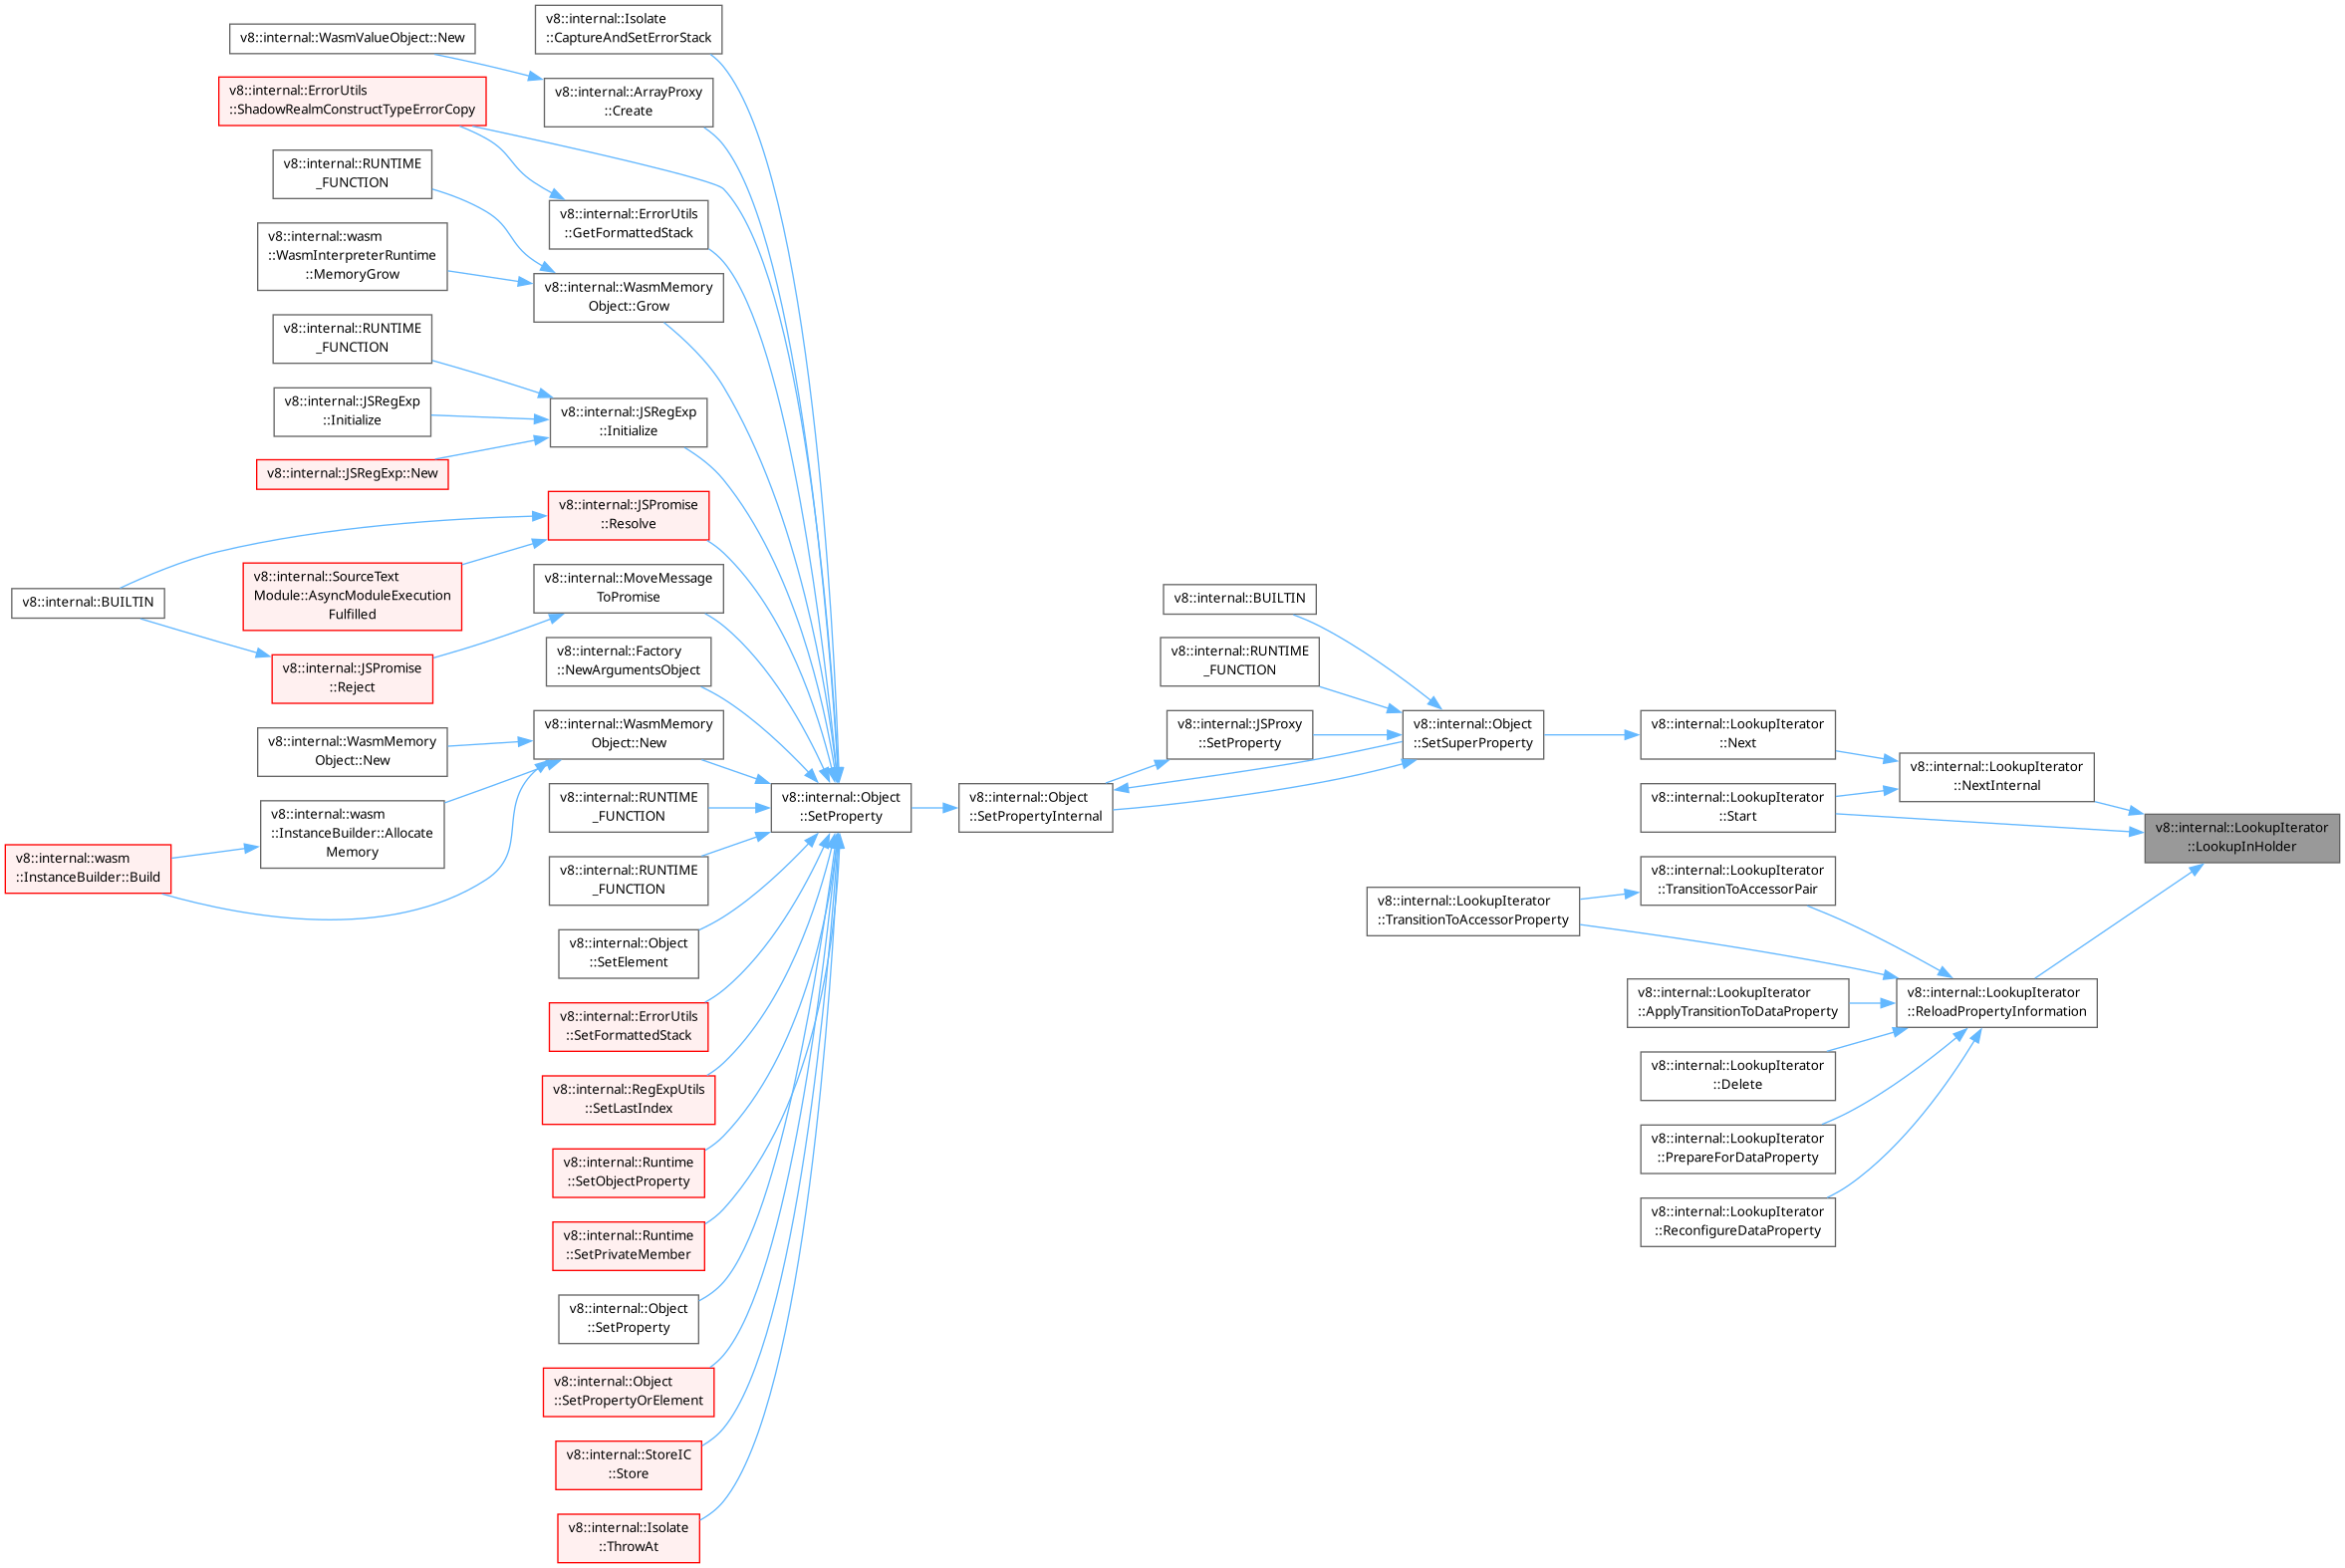 v8::internal::Isolate
::CaptureAndSetErrorStack
v8::internal::WasmValueObject::New
v8::internal::ErrorUtils
::ShadowRealmConstructTypeErrorCopy
v8::internal::ArrayProxy
::Create
v8::internal::RUNTIME
_FUNCTION
v8::internal::ErrorUtils
::GetFormattedStack
v8::internal::wasm
::WasmInterpreterRuntime
::MemoryGrow
v8::internal::WasmMemory
Object::Grow
v8::internal::RUNTIME
_FUNCTION
v8::internal::JSRegExp
::Initialize
v8::internal::JSRegExp
::Initialize
v8::internal::JSRegExp::New
v8::internal::JSPromise
::Resolve
v8::internal::SourceText
Module::AsyncModuleExecution
Fulfilled
v8::internal::MoveMessage
ToPromise
v8::internal::BUILTIN
v8::internal::JSPromise
::Reject
v8::internal::Factory
::NewArgumentsObject
v8::internal::WasmMemory
Object::New
v8::internal::WasmMemory
Object::New
v8::internal::wasm
::InstanceBuilder::Allocate
Memory
v8::internal::wasm
::InstanceBuilder::Build
v8::internal::RUNTIME
_FUNCTION
v8::internal::RUNTIME
_FUNCTION
v8::internal::Object
::SetElement
v8::internal::ErrorUtils
::SetFormattedStack
v8::internal::RegExpUtils
::SetLastIndex
v8::internal::Runtime
::SetObjectProperty
v8::internal::Runtime
::SetPrivateMember
v8::internal::Object
::SetProperty
v8::internal::Object
::SetPropertyOrElement
v8::internal::StoreIC
::Store
v8::internal::Isolate
::ThrowAt
v8::internal::Object
::SetProperty
v8::internal::Object
::SetPropertyInternal
v8::internal::BUILTIN
v8::internal::RUNTIME
_FUNCTION
v8::internal::JSProxy
::SetProperty
v8::internal::Object
::SetSuperProperty
v8::internal::LookupIterator
::Next
v8::internal::LookupIterator
::NextInternal
v8::internal::LookupIterator
::Start
v8::internal::LookupIterator
::LookupInHolder
v8::internal::LookupIterator
::TransitionToAccessorPair
v8::internal::LookupIterator
::TransitionToAccessorProperty
v8::internal::LookupIterator
::ApplyTransitionToDataProperty
v8::internal::LookupIterator
::ReloadPropertyInformation
v8::internal::LookupIterator
::Delete
v8::internal::LookupIterator
::PrepareForDataProperty
v8::internal::LookupIterator
::ReconfigureDataProperty